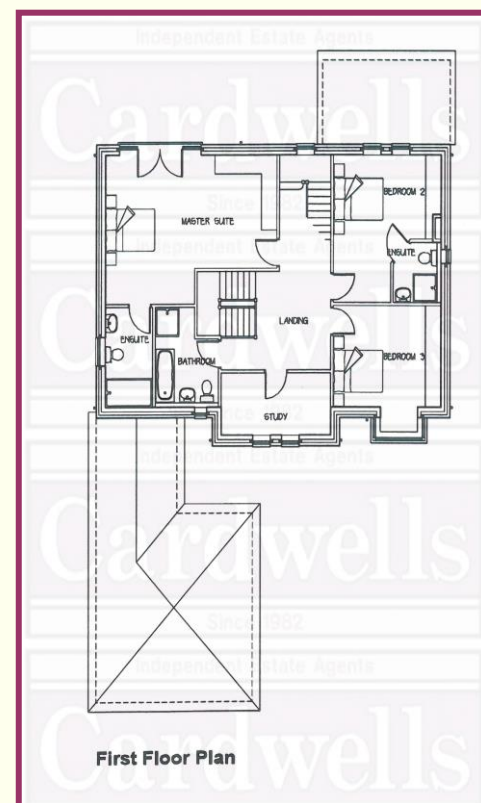 Independent Estate Agents
Cardwells
Since 1982
Independent Estate Agents
MASTER SUITE
BEDROOM 2
ENSUITE
LANDING
ENSUITE
BATHROOM
BEDROOM 3
STUDY
Since 1982
Independent Estate Agents
Cardwells
Since 1982
Independent Estate Agents
Cardwells
First Floor Plan